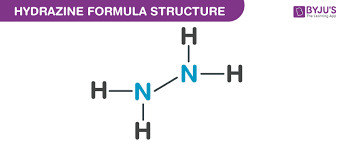 HYDRAZINE FORMULA STRUCTURE
BYJU'S
The Learning App
H
N H
H N
H